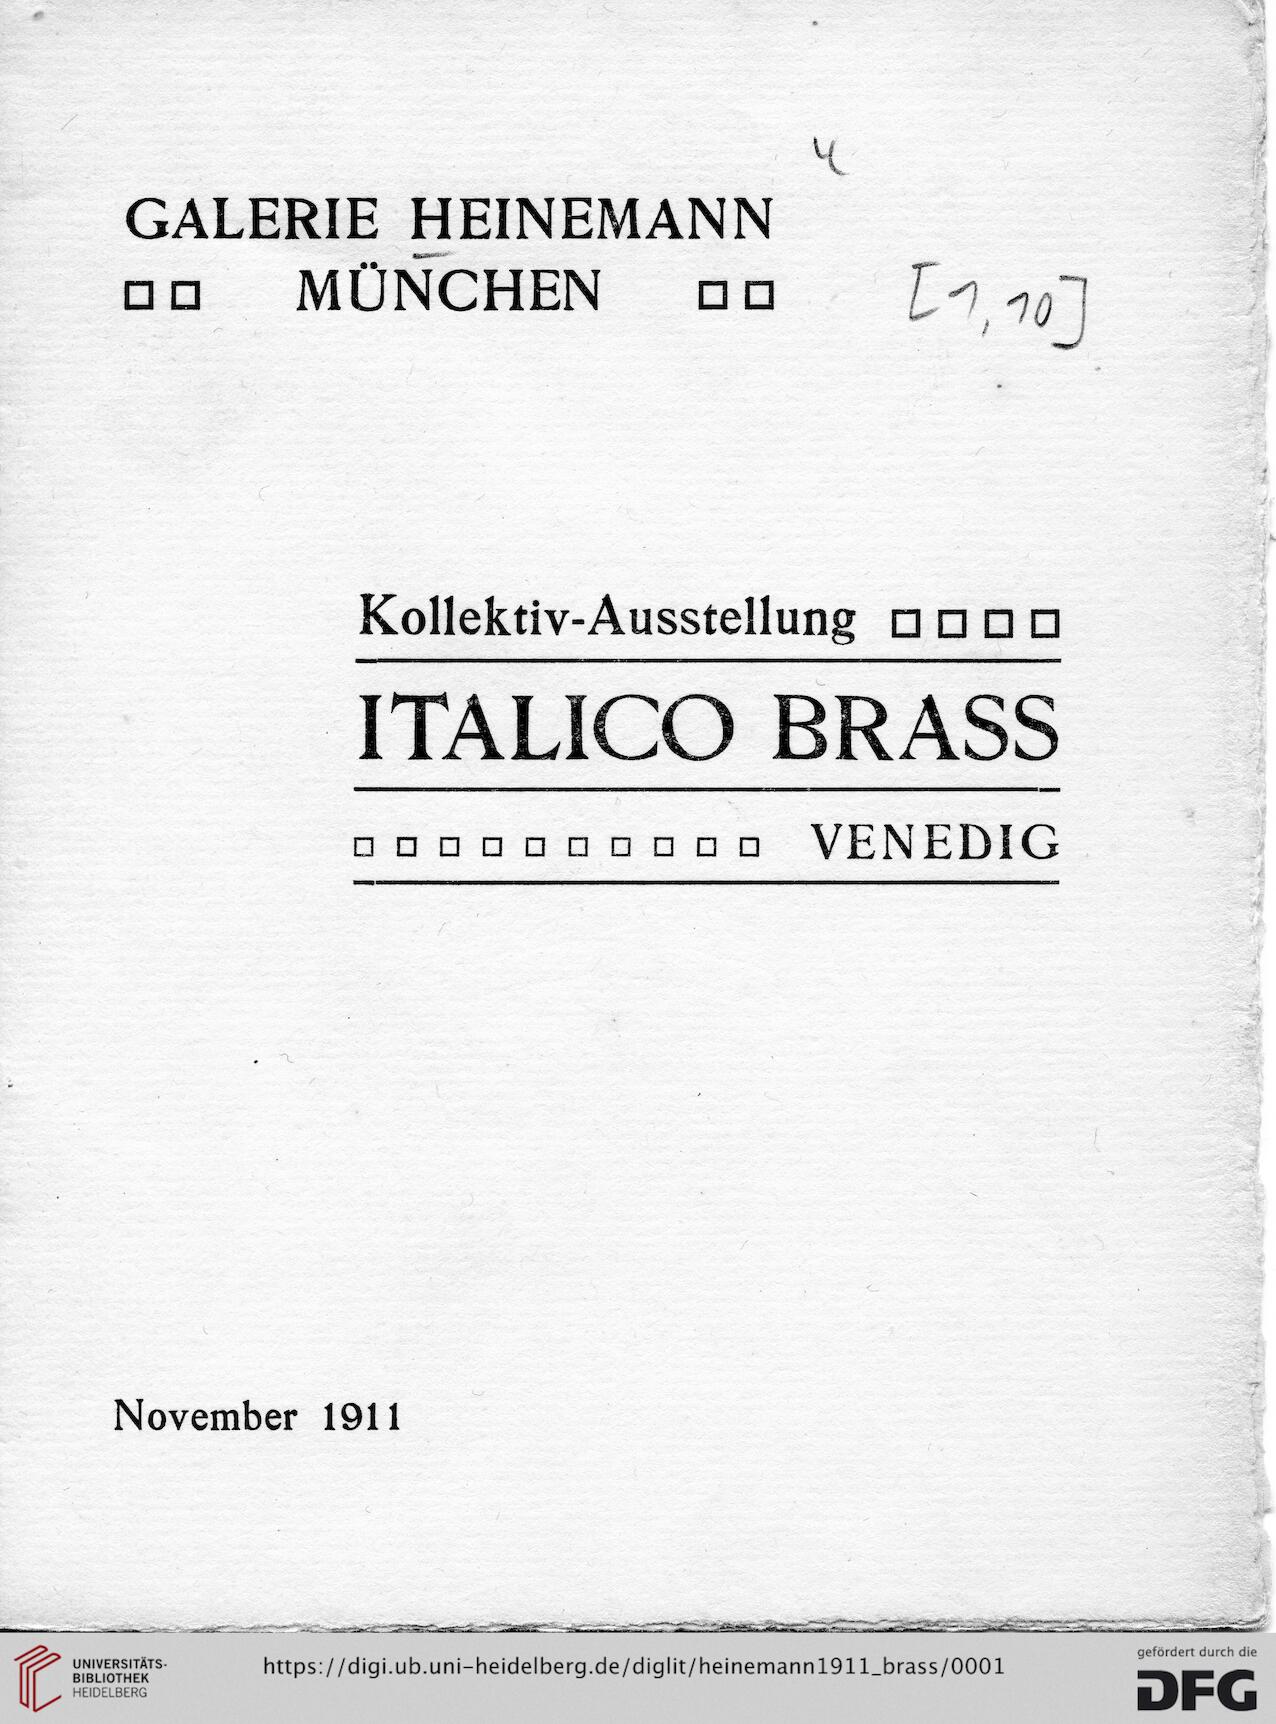 4
GALERIE HEINEMANN
□ □ MÜNCHEN □ □
[1, 10]
Kollektiv-Ausstellung □ □ □ □
ITALICO BRASS
□ □ □ □ □ □ □ □ □ □ VENEDIG
November 1911
UNIVERSITÄTS-
BIBLIOTHEK
HEIDELBERG
https://digi.ub.uni-heidelberg.de/diglit/heinemann1911_brass/0001
gefördert durch die
DFG